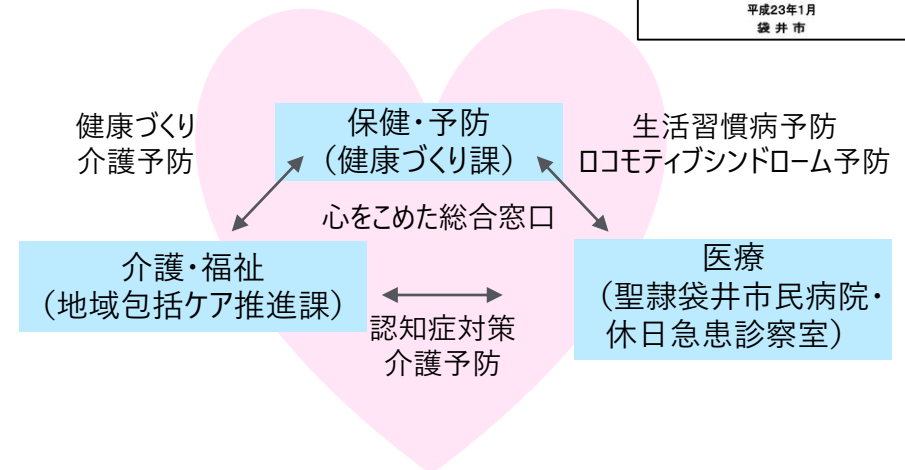 平成23年1月
袋井市
健康づくり
介護予防
保健・予防
（健康づくり課）
生活習慣病予防
ロコモティブシンドローム予防
心をこめた総合窓口
介護・福祉
（地域包括ケア推進課）
医療
（聖隷袋井市民病院・
休日急患診察室）
認知症対策
介護予防